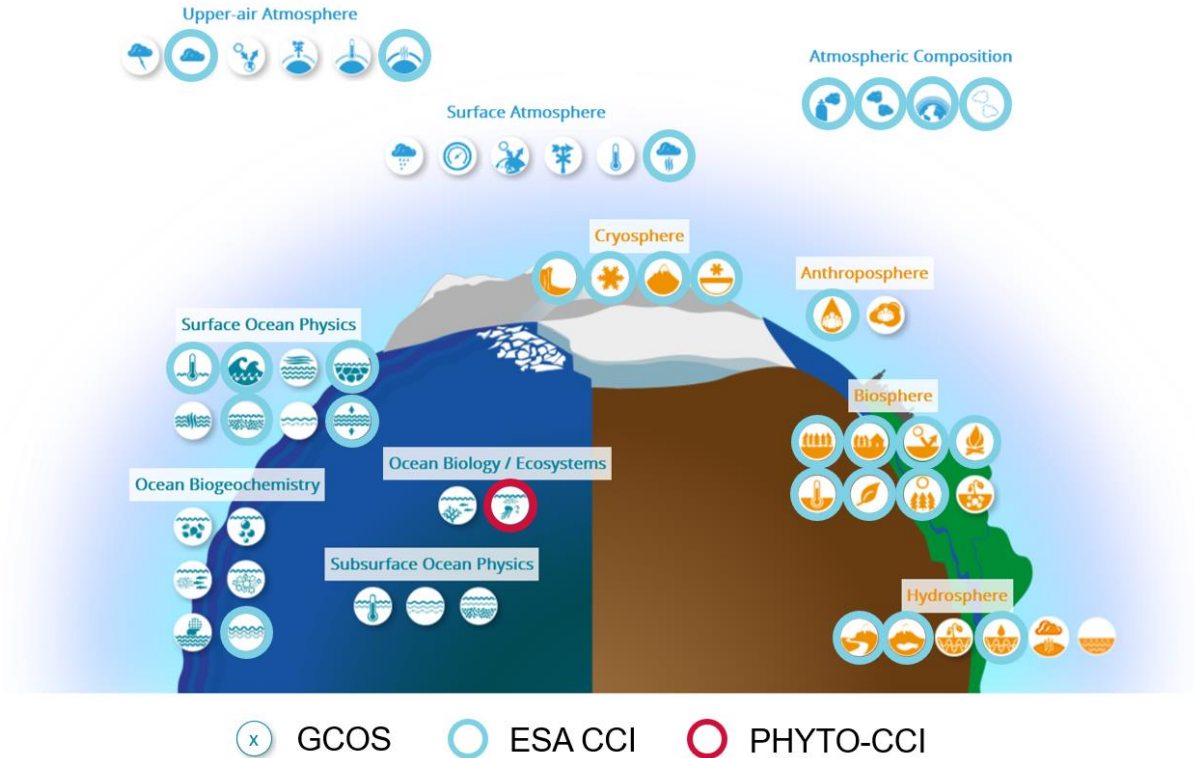 Upper-air Atmosphere
Atmospheric Composition
Surface Atmosphere
Cryosphere
Anthroposphere
Surface Ocean Physics
Biosphere
Ocean Biology / Ecosystems
Ocean Biogeochemistry
Subsurface Ocean Physics
Hydrosphere
x GCOS ESA CCI PHYTO-CCI